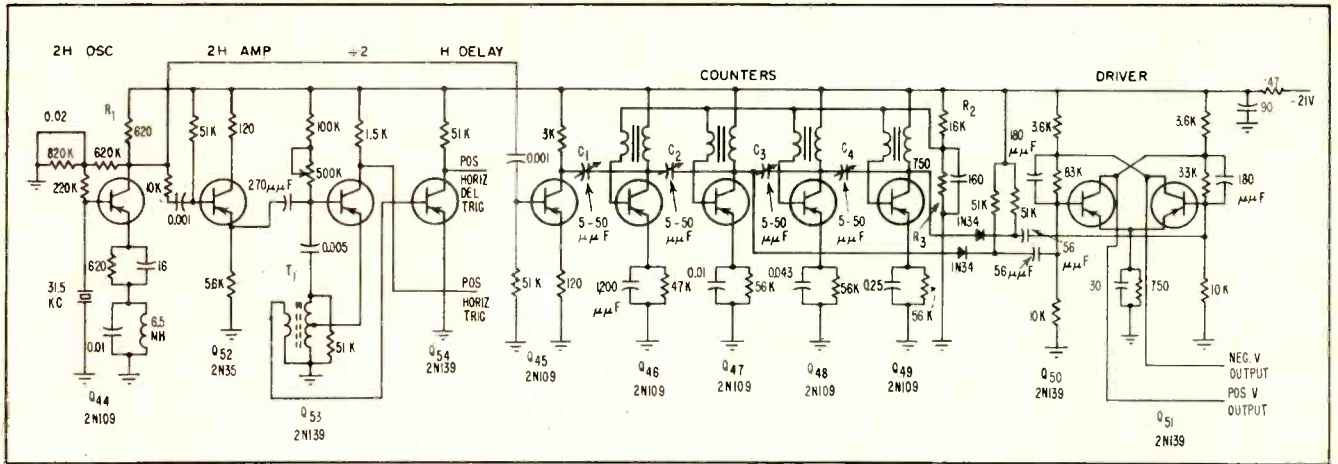 2H OSC
2H AMP
÷2
H DELAY
COUNTERS
DRIVER
R1
620
0.02
820K
620K
220K
10K
0.001
51K
120
270μμF
100K
500K
1.5K
0.005
51K
POS
HORIZ
DEL
TRIG
POS
HORIZ
TRIG
0.001
3K
C1
C2
C3
C4
5-50
μμF
5-50
μμF
5-50
μμF
5-50
μμF
750
R2
16K
160
R3
1N34
1N34
180
μμF
51K
51K
56
μμF
56
μμF
3.6K
83K
3.6K
33K
180
μμF
47
-21V
90
620
16
31.5
KC
6.5
MH
0.01
56K
T1
51K
51K
120
1200
μμF
47K
0.01
56K
0.043
56K
0.25
56K
10K
30
750
10K
NEG. V
OUTPUT
POS V
OUTPUT
Q44
2N109
Q52
2N35
Q53
2N139
Q54
2N139
Q45
2N109
Q46
2N109
Q47
2N109
Q48
2N109
Q49
2N109
Q50
2N139
Q51
2N139